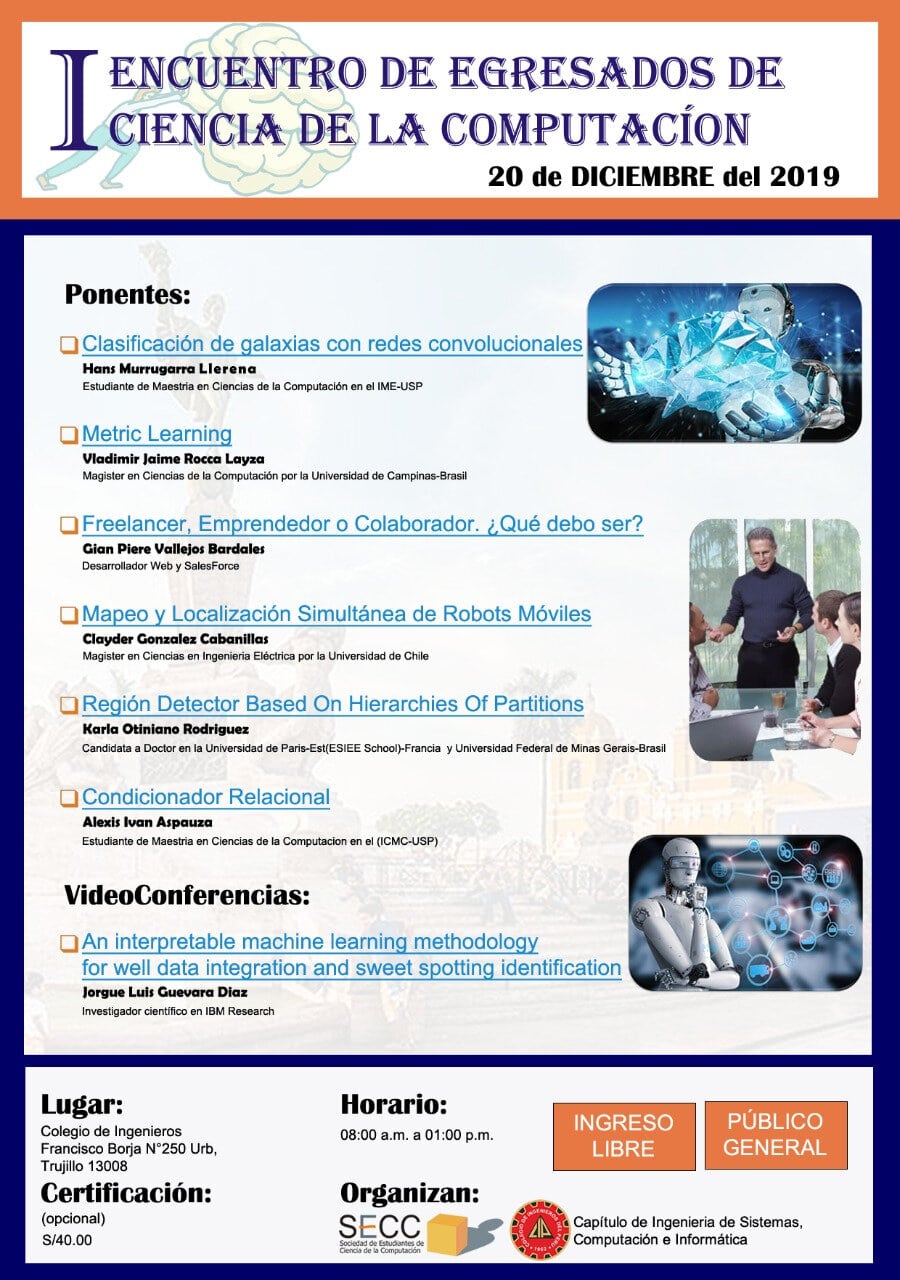 I ENCUENTRO DE EGRESADOS DE
CIENCIA DE LA COMPUTACÍON
20 de DICIEMBRE del 2019
Ponentes:
Clasificación de galaxias con redes convolucionales
Hans Murrugarra Llerena
Estudiante de Maestria en Ciencias de la Computación en el IME-USP
Metric Learning
Vladimir Jaime Rocca Layza
Magister en Ciencias de la Computación por la Universidad de Campinas-Brasil
Freelancer, Emprendedor o Colaborador. ¿Qué debo ser?
Gian Piere Vallejos Bardales
Desarrollador Web y SalesForce
Mapeo y Localización Simultánea de Robots Móviles
Clayder Gonzalez Cabanillas
Magister en Ciencias en Ingenieria Eléctrica por la Universidad de Chile
Región Detector Based On Hierarchies Of Partitions
Karla Otiniano Rodriguez
Candidata a Doctor en la Universidad de Paris-Est(ESIEE School)-Francia y Universidad Federal de Minas Gerais-Brasil
Condicionador Relacional
Alexis Ivan Aspauza
Estudiante de Maestria en Ciencias de la Computacion en el (ICMC-USP)
VideoConferencias:
An interpretable machine learning methodology
for well data integration and sweet spotting identification
Jorgue Luis Guevara Diaz
Investigador científico en IBM Research
Lugar:
Colegio de Ingenieros
Francisco Borja N°250 Urb,
Trujillo 13008
Certificación:
(opcional)
S/40.00
Horario:
08:00 a.m. a 01:00 p.m.
Organizan:
SECC
Sociedad de Estudiantes de
Ciencia de la Computación
COLEGIO DE INGENIEROS DEL PERU
1962
Capítulo de Ingenieria de Sistemas,
Computación e Informática
INGRESO
LIBRE
PÚBLICO
GENERAL